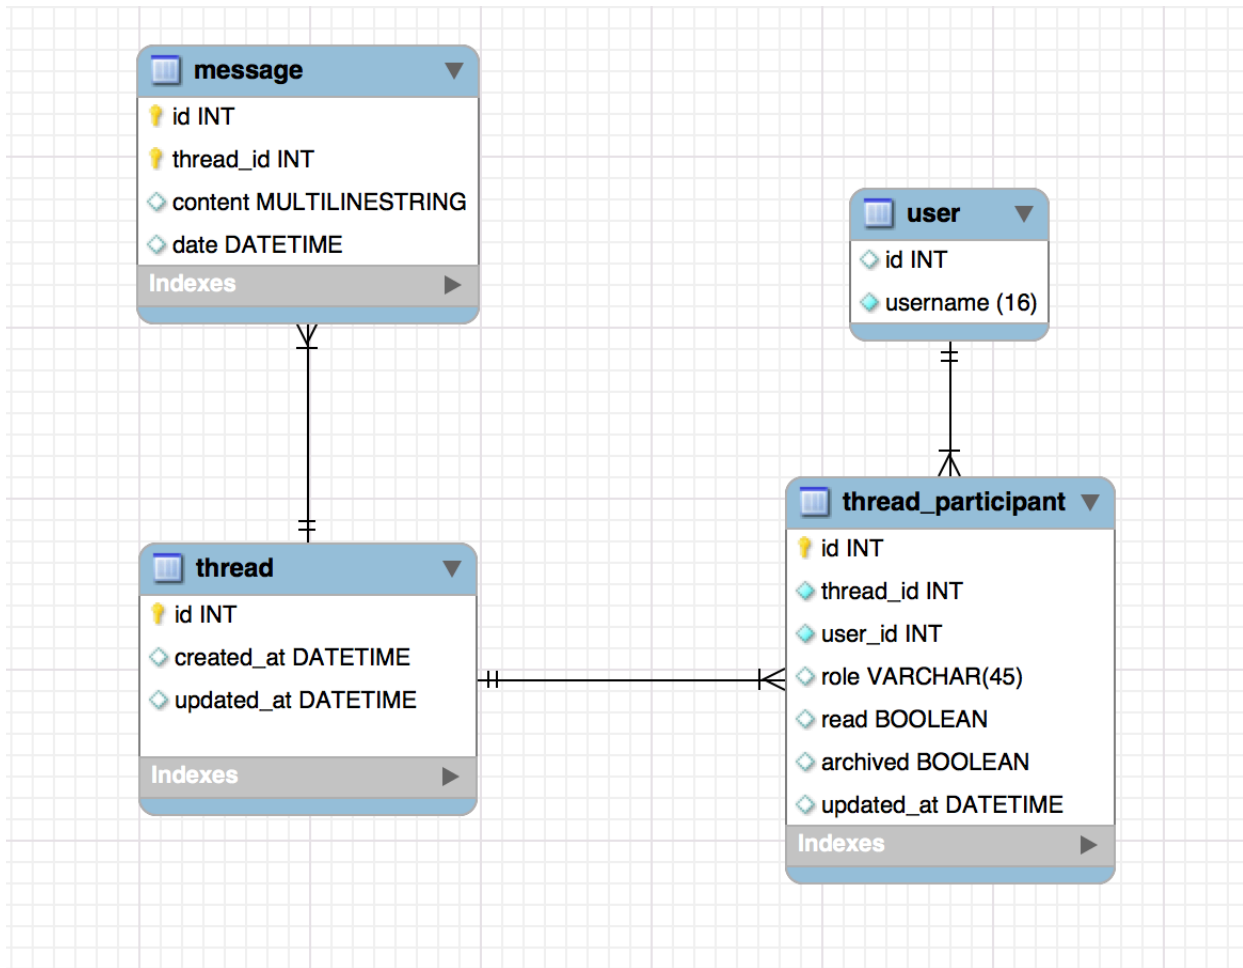 message
id INT
thread_id INT
content MULTILINESTRING
date DATETIME
Indexes
user
id INT
username (16)
thread
id INT
created_at DATETIME
updated_at DATETIME
Indexes
thread_participant
id INT
thread_id INT
user_id INT
role VARCHAR(45)
read BOOLEAN
archived BOOLEAN
updated_at DATETIME
Indexes